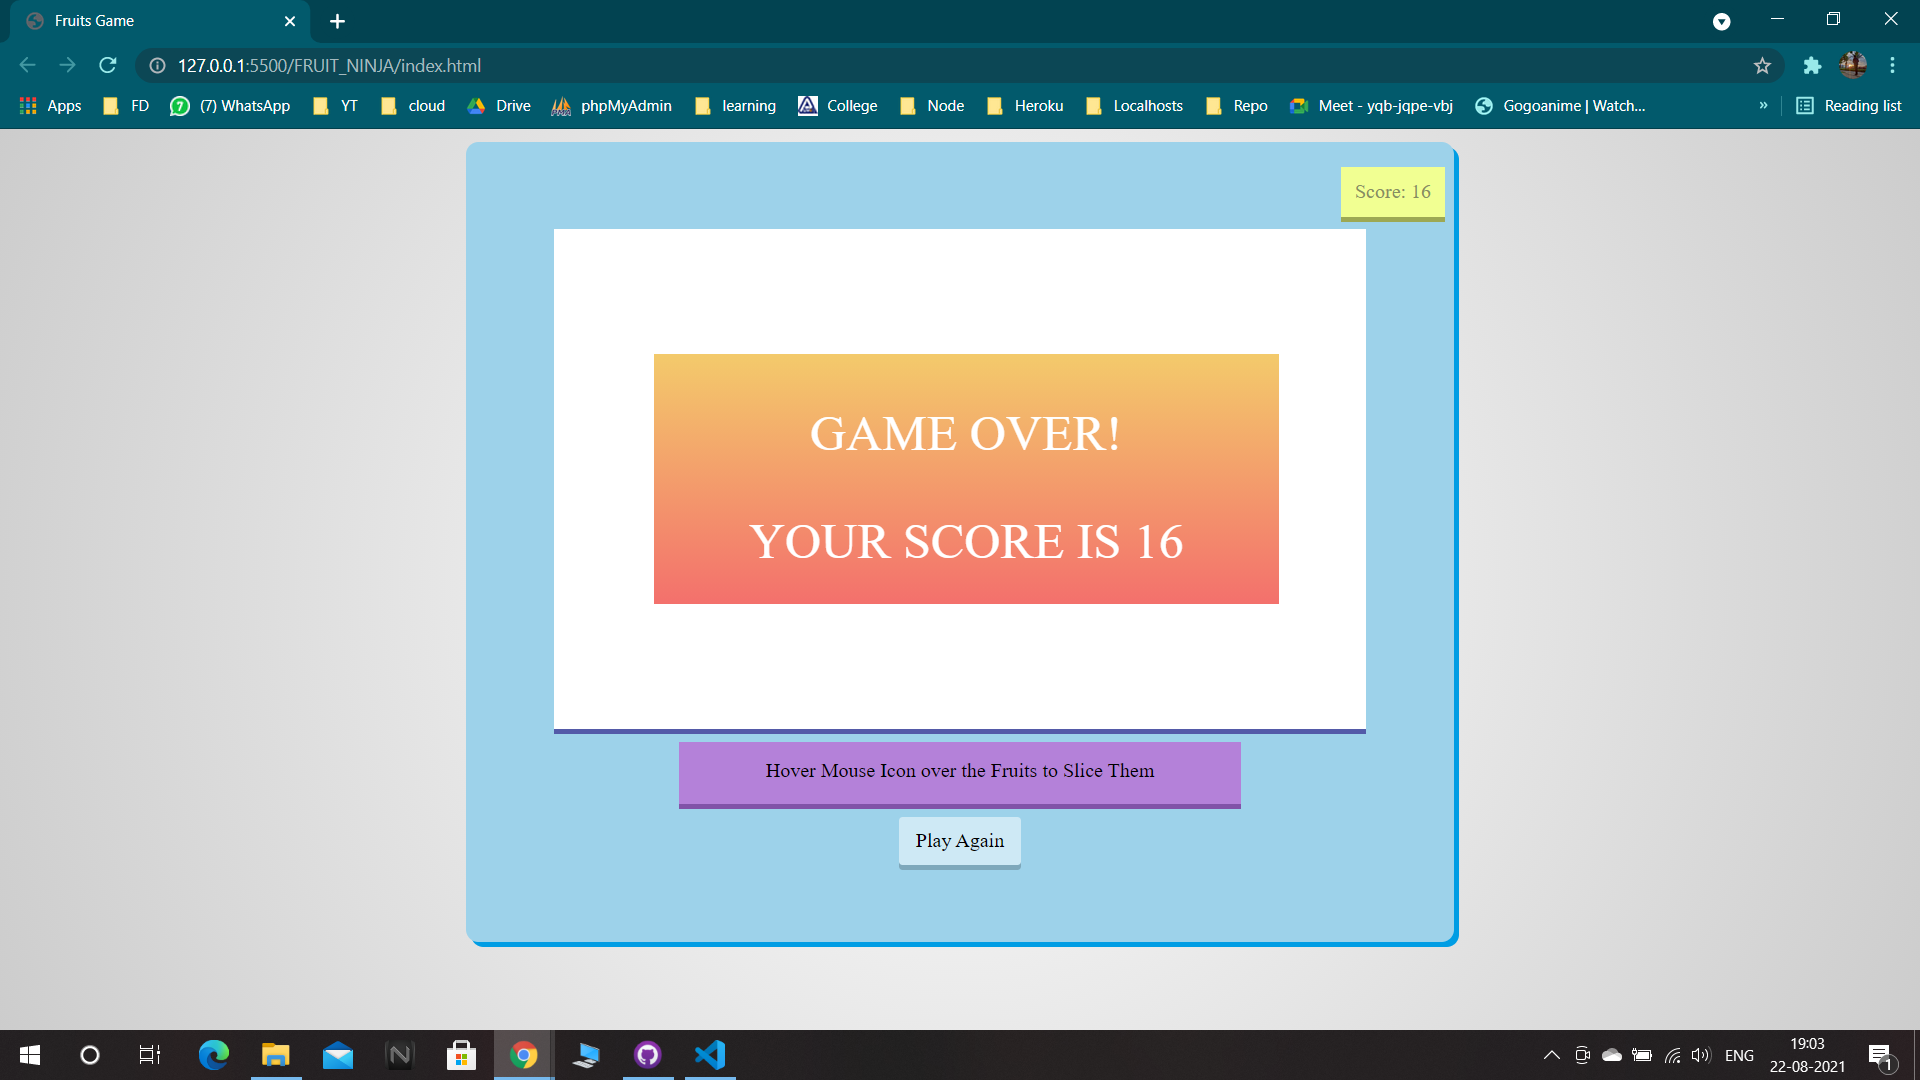 Fruits Game
127.0.0.1:5500/FRUIT_NINJA/index.html
Apps FD (7) WhatsApp YT cloud Drive phpMyAdmin learning College Node Heroku Localhosts Repo Meet - yqb-jqpe-vbj Gogoanime | Watch... » Reading list
Score: 16
GAME OVER!
YOUR SCORE IS 16
Hover Mouse Icon over the Fruits to Slice Them
Play Again
ENG
19:03
22-08-2021
1